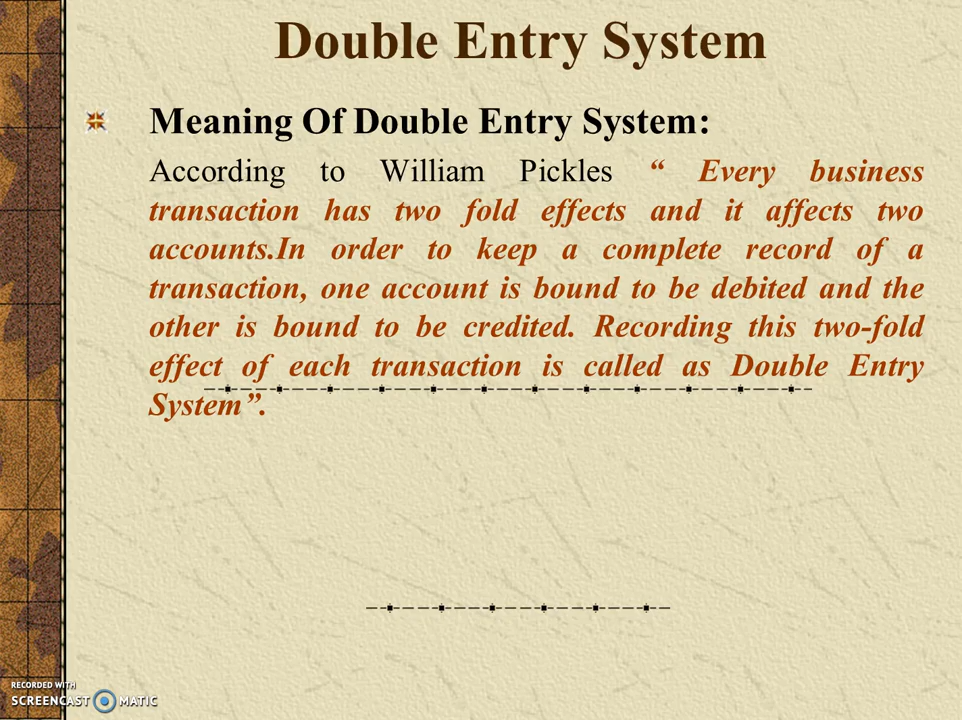 Double Entry System
Meaning Of Double Entry System:
According to William Pickles “ Every business
transaction has two fold effects and it affects two
accounts.In order to keep a complete record of a
transaction, one account is bound to be debited and the
other is bound to be credited. Recording this two-fold
effect of each transaction is called as Double Entry
System”.
RECORDED WITH
SCREENCAST MATIC